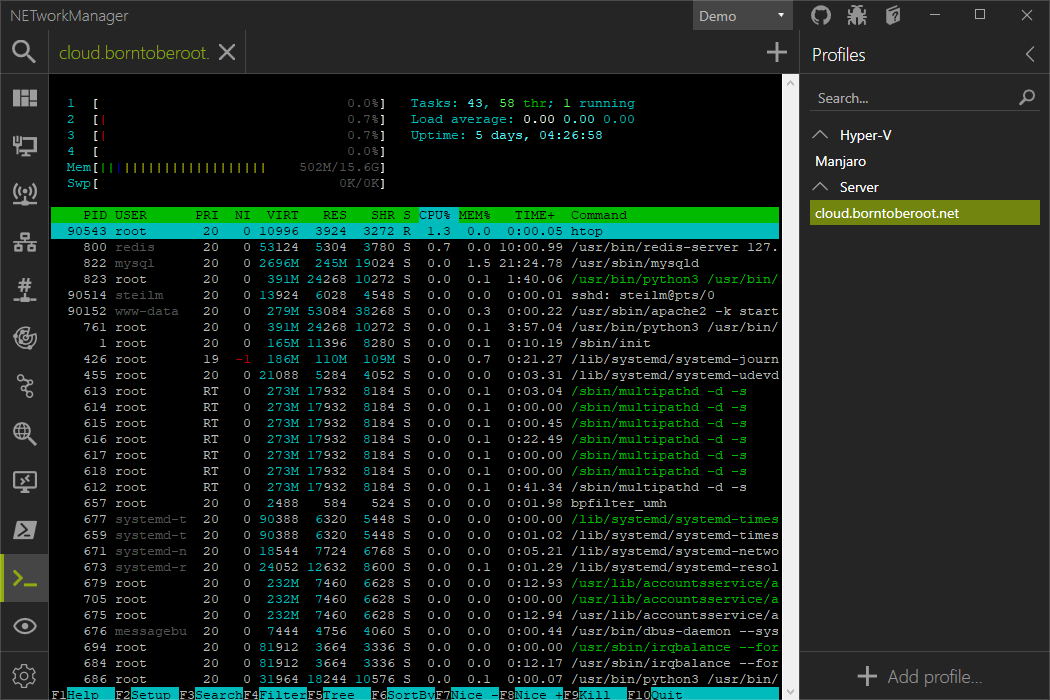 NETworkManager
Demo
cloud.borntoberoot.
Profiles
Search...
Hyper-V
Manjaro
Server
cloud.borntoberoot.net
Add profile...
1 [ 0.0%] Tasks: 43, 58 thr; 1 running
2 [| 0.7%] Load average: 0.00 0.00 0.00
3 [| 0.7%] Uptime: 5 days, 04:26:58
4 [ 0.0%]
Mem[||||||||||||||||||||| 502M/15.6G]
Swp[ 0K/0K]
PID USER PRI NI VIRT RES SHR S CPU% MEM% TIME+ Command
90543 root 20 0 10996 3924 3272 R 1.3 0.0 0:00.05 htop
800 redis 20 0 53124 5304 3780 S 0.7 0.0 10:00.99 /usr/bin/redis-server 127.
822 mysql 20 0 2696M 245M 19024 S 0.0 1.5 21:24.78 /usr/sbin/mysqld
823 root 20 0 391M 24268 10272 S 0.0 0.1 1:40.06 /usr/bin/python3 /usr/bin/
90514 steilm 20 0 13924 6028 4548 S 0.0 0.0 0:00.01 sshd: steilm@pts/0
90152 www-data 20 0 279M 53084 38268 S 0.0 0.3 0:00.22 /usr/sbin/apache2 -k start
761 root 20 0 391M 24268 10272 S 0.0 0.1 3:57.04 /usr/bin/python3 /usr/bin/
1 root 20 0 165M 11396 8280 S 0.0 0.1 0:10.19 /sbin/init
426 root 19 -1 186M 110M 109M S 0.0 0.7 0:21.27 /lib/systemd/systemd-journ
455 root 20 0 21088 5284 4052 S 0.0 0.0 0:03.31 /lib/systemd/systemd-udevd
613 root RT 0 273M 17932 8184 S 0.0 0.1 0:03.04 /sbin/multipathd -d -s
614 root RT 0 273M 17932 8184 S 0.0 0.1 0:00.00 /sbin/multipathd -d -s
615 root RT 0 273M 17932 8184 S 0.0 0.1 0:00.45 /sbin/multipathd -d -s
616 root RT 0 273M 17932 8184 S 0.0 0.1 0:22.49 /sbin/multipathd -d -s
617 root RT 0 273M 17932 8184 S 0.0 0.1 0:00.00 /sbin/multipathd -d -s
618 root RT 0 273M 17932 8184 S 0.0 0.1 0:00.00 /sbin/multipathd -d -s
612 root RT 0 273M 17932 8184 S 0.0 0.1 0:41.34 /sbin/multipathd -d -s
657 root 20 0 2488 584 524 S 0.0 0.0 0:01.98 bpfilter_umh
677 systemd-t 20 0 90388 6320 5448 S 0.0 0.0 0:00.00 /lib/systemd/systemd-times
659 systemd-t 20 0 90388 6320 5448 S 0.0 0.0 0:01.02 /lib/systemd/systemd-times
671 systemd-n 20 0 18544 7724 6768 S 0.0 0.0 0:05.21 /lib/systemd/systemd-netwo
673 systemd-r 20 0 24052 12632 8600 S 0.0 0.1 0:01.29 /lib/systemd/systemd-resol
679 root 20 0 232M 7460 6628 S 0.0 0.0 0:12.93 /usr/lib/accountsservice/a
705 root 20 0 232M 7460 6628 S 0.0 0.0 0:00.00 /usr/lib/accountsservice/a
675 root 20 0 232M 7460 6628 S 0.0 0.0 0:12.94 /usr/lib/accountsservice/a
676 messagebu 20 0 7444 4756 4060 S 0.0 0.0 0:00.44 /usr/bin/dbus-daemon --sys
694 root 20 0 81912 3664 3336 S 0.0 0.0 0:00.00 /usr/sbin/irqbalance --for
684 root 20 0 81912 3664 3336 S 0.0 0.0 0:12.17 /usr/sbin/irqbalance --for
686 root 20 0 31964 18244 10576 S 0.0 0.1 0:00.07 /usr/bin/python3 /usr/bin/
F1Help F2Setup F3SearchF4FilterF5Tree F6SortByF7Nice -F8Nice +F9Kill F10Quit